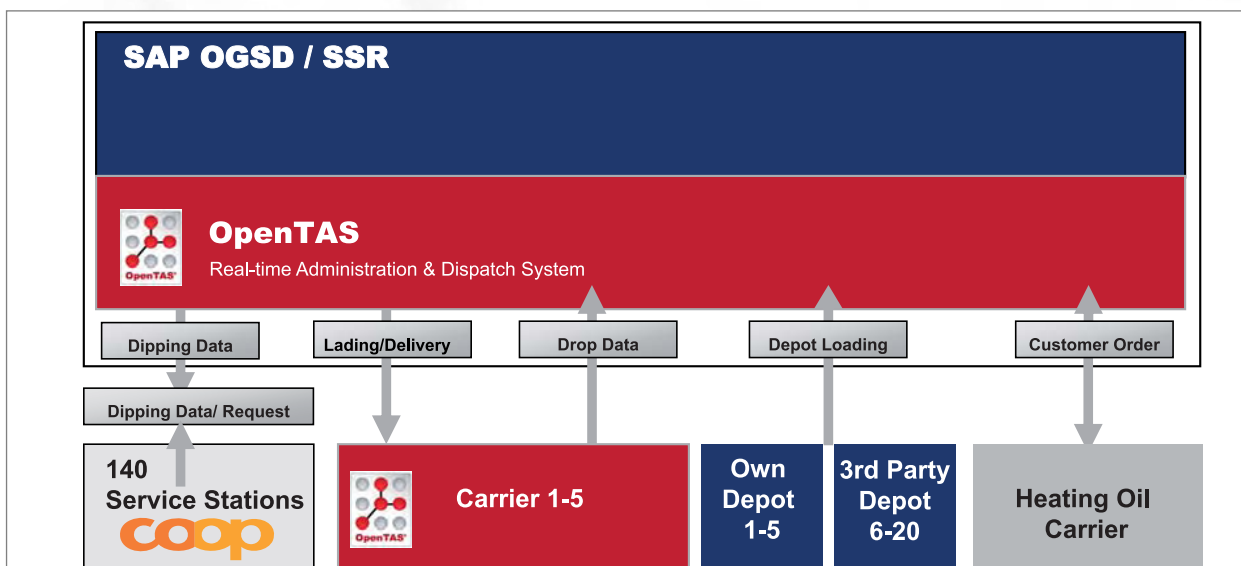 SAP OGSD / SSR
OpenTAS
Real-time Administration & Dispatch System
OpenTAS®
Dipping Data
Lading/Delivery
Drop Data
Depot Loading
Customer Order
Dipping Data/ Request
140
Service Stations
coop
OpenTAS®
Carrier 1-5
Own
Depot
1-5
3rd Party
Depot
6-20
Heating Oil
Carrier